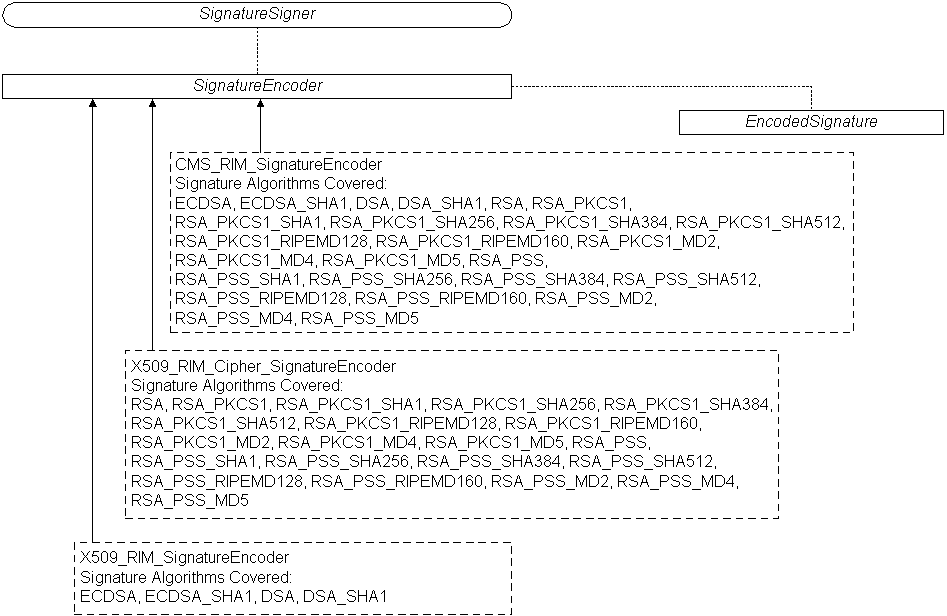 SignatureSigner
SignatureEncoder
EncodedSignature
CMS_RIM_SignatureEncoder
Signature Algorithms Covered:
ECDSA, ECDSA_SHA1, DSA, DSA_SHA1, RSA, RSA_PKCS1,
RSA_PKCS1_SHA1, RSA_PKCS1_SHA256, RSA_PKCS1_SHA384, RSA_PKCS1_SHA512,
RSA_PKCS1_RIPEMD128, RSA_PKCS1_RIPEMD160, RSA_PKCS1_MD2,
RSA_PKCS1_MD4, RSA_PKCS1_MD5, RSA_PSS,
RSA_PSS_SHA1, RSA_PSS_SHA256, RSA_PSS_SHA384, RSA_PSS_SHA512,
RSA_PSS_RIPEMD128, RSA_PSS_RIPEMD160, RSA_PSS_MD2,
RSA_PSS_MD4, RSA_PSS_MD5
X509_RIM_Cipher_SignatureEncoder
Signature Algorithms Covered:
RSA, RSA_PKCS1, RSA_PKCS1_SHA1, RSA_PKCS1_SHA256, RSA_PKCS1_SHA384,
RSA_PKCS1_SHA512, RSA_PKCS1_RIPEMD128, RSA_PKCS1_RIPEMD160,
RSA_PKCS1_MD2, RSA_PKCS1_MD4, RSA_PKCS1_MD5, RSA_PSS,
RSA_PSS_SHA1, RSA_PSS_SHA256, RSA_PSS_SHA384, RSA_PSS_SHA512,
RSA_PSS_RIPEMD128, RSA_PSS_RIPEMD160, RSA_PSS_MD2, RSA_PSS_MD4,
RSA_PSS_MD5
X509_RIM_SignatureEncoder
Signature Algorithms Covered:
ECDSA, ECDSA_SHA1, DSA, DSA_SHA1